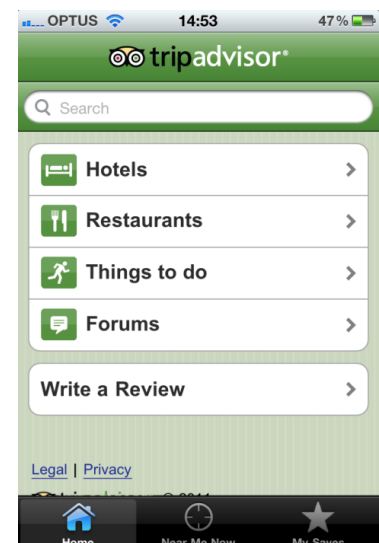 OPTUS 14:53 47%
tripadvisor®
Search
Hotels
Restaurants
Things to do
Forums
Write a Review
Legal | Privacy
Home Near Me Now My Saves